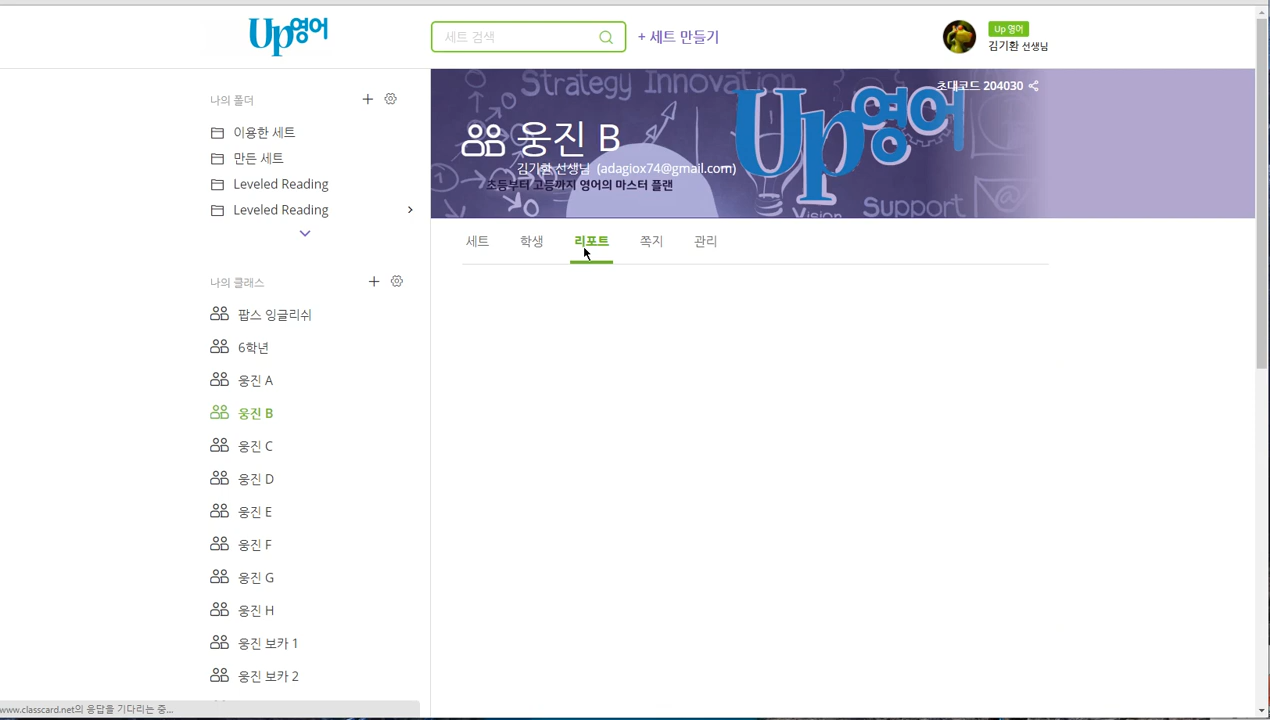 Up영어
세트 검색
+ 세트 만들기
Up 영어
김기환 선생님
나의 폴더
이용한 세트
만든 세트
Leveled Reading
Leveled Reading
나의 클래스
팝스 잉글리쉬
6학년
웅진 A
웅진 B
웅진 C
웅진 D
웅진 E
웅진 F
웅진 G
웅진 H
웅진 보카 1
웅진 보카 2
Strategy Innovation
초대코드 204030
Up영어
웅진 B
김기환 선생님 (adagiox74@gmail.com)
초등부터 고등까지 영어의 마스터 플랜
Vision
Support
세트
학생
리포트
쪽지
관리
www.classcard.net의 응답을 기다리는 중...